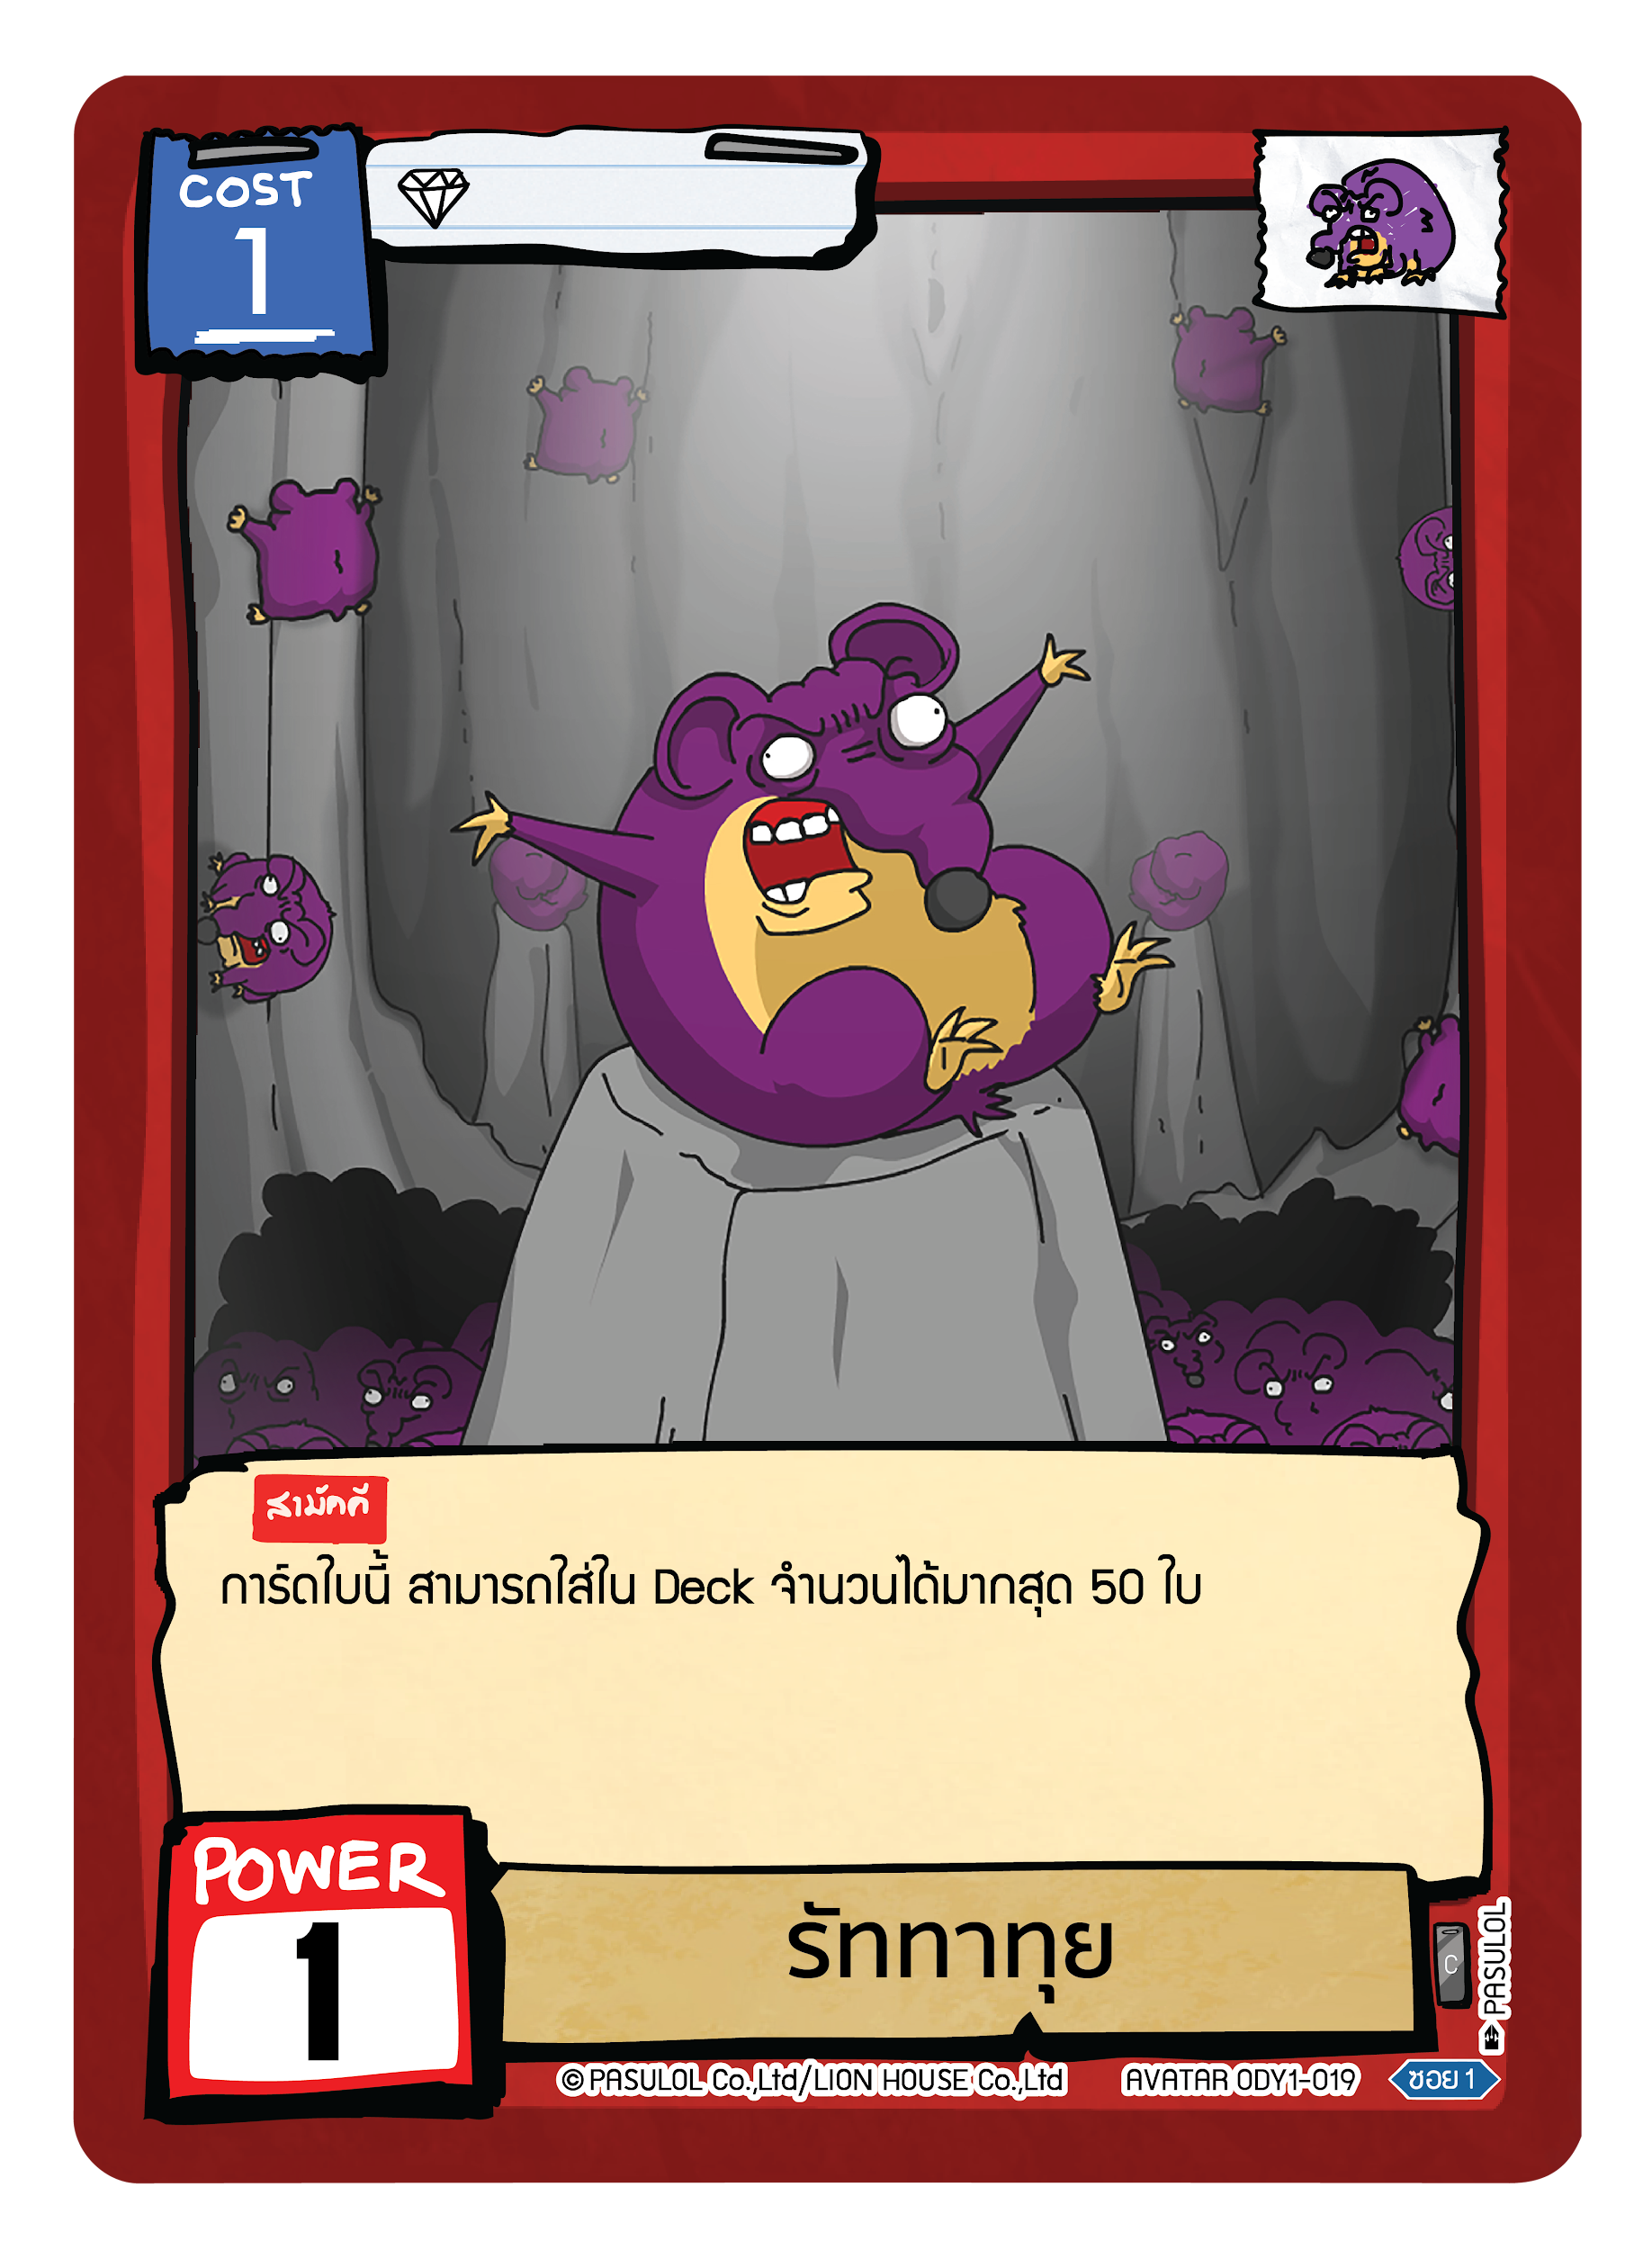 COST
1
สามัคคี
การ์ดใบนี้ สามารถใส่ใน Deck จำนวนได้มากสุด 50 ใบ
POWER
1
รัททาทุย
C
PASULOL
© PASULOL Co.,Ltd/LION HOUSE Co.,Ltd
AVATAR ODY1-019
ซอย 1